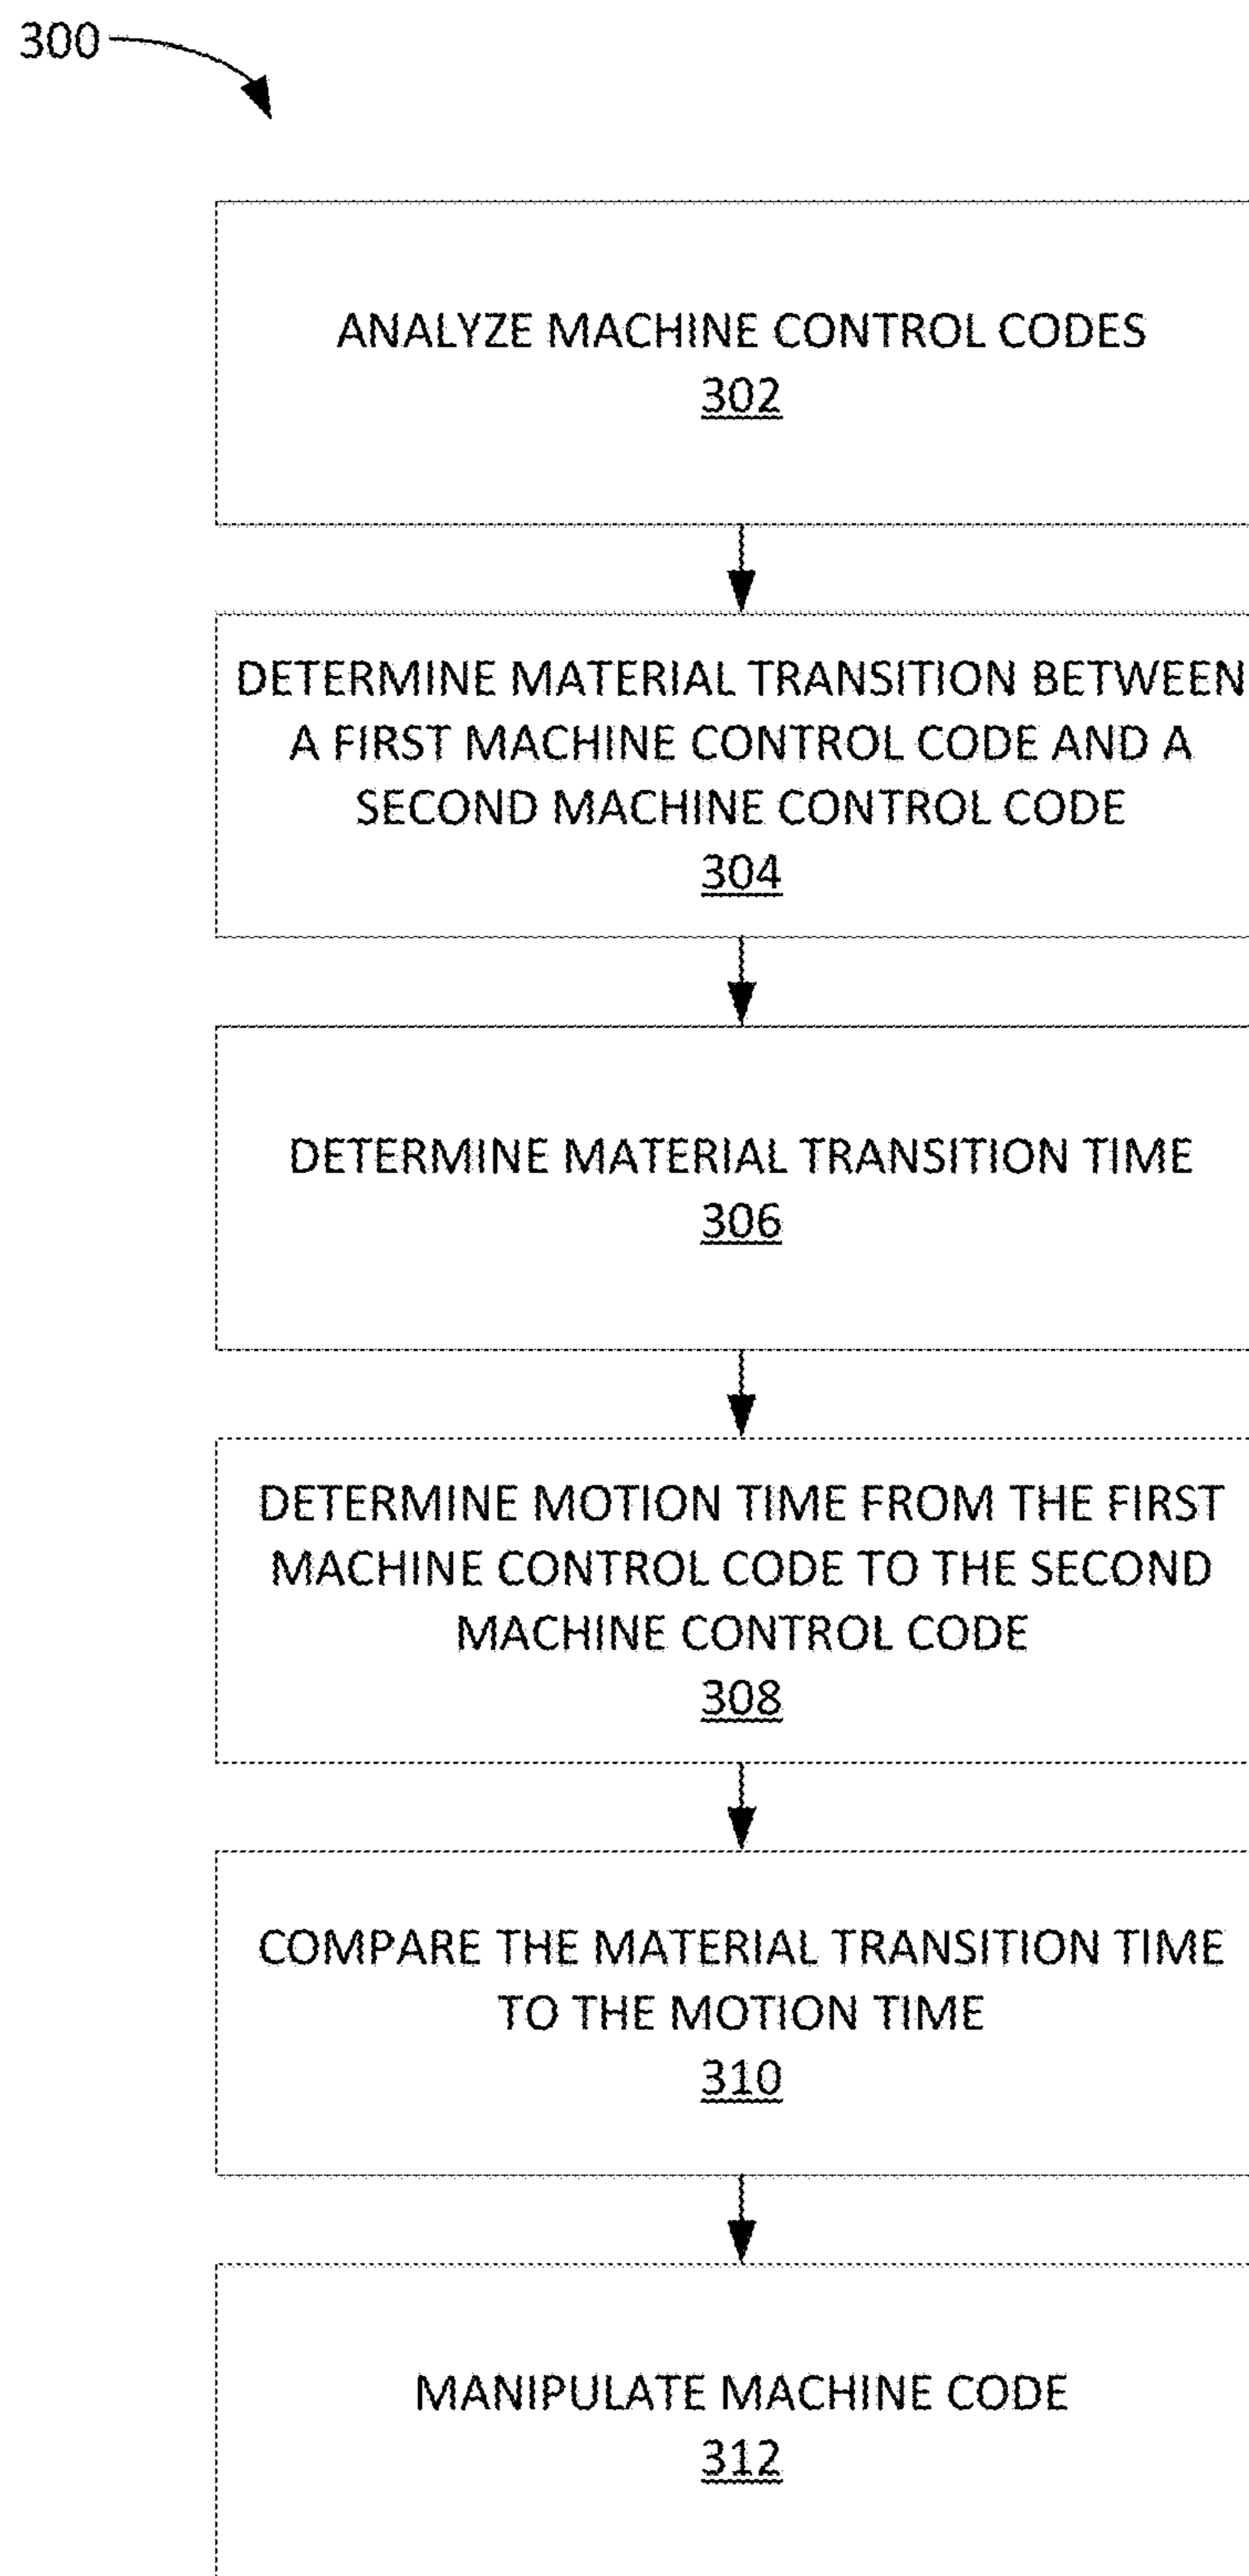 300
ANALYZE MACHINE CONTROL CODES
302
DETERMINE MATERIAL TRANSITION BETWEEN
A FIRST MACHINE CONTROL CODE AND A
SECOND MACHINE CONTROL CODE
304
DETERMINE MATERIAL TRANSITION TIME
306
DETERMINE MOTION TIME FROM THE FIRST
MACHINE CONTROL CODE TO THE SECOND
MACHINE CONTROL CODE
308
COMPARE THE MATERIAL TRANSITION TIME
TO THE MOTION TIME
310
MANIPULATE MACHINE CODE
312